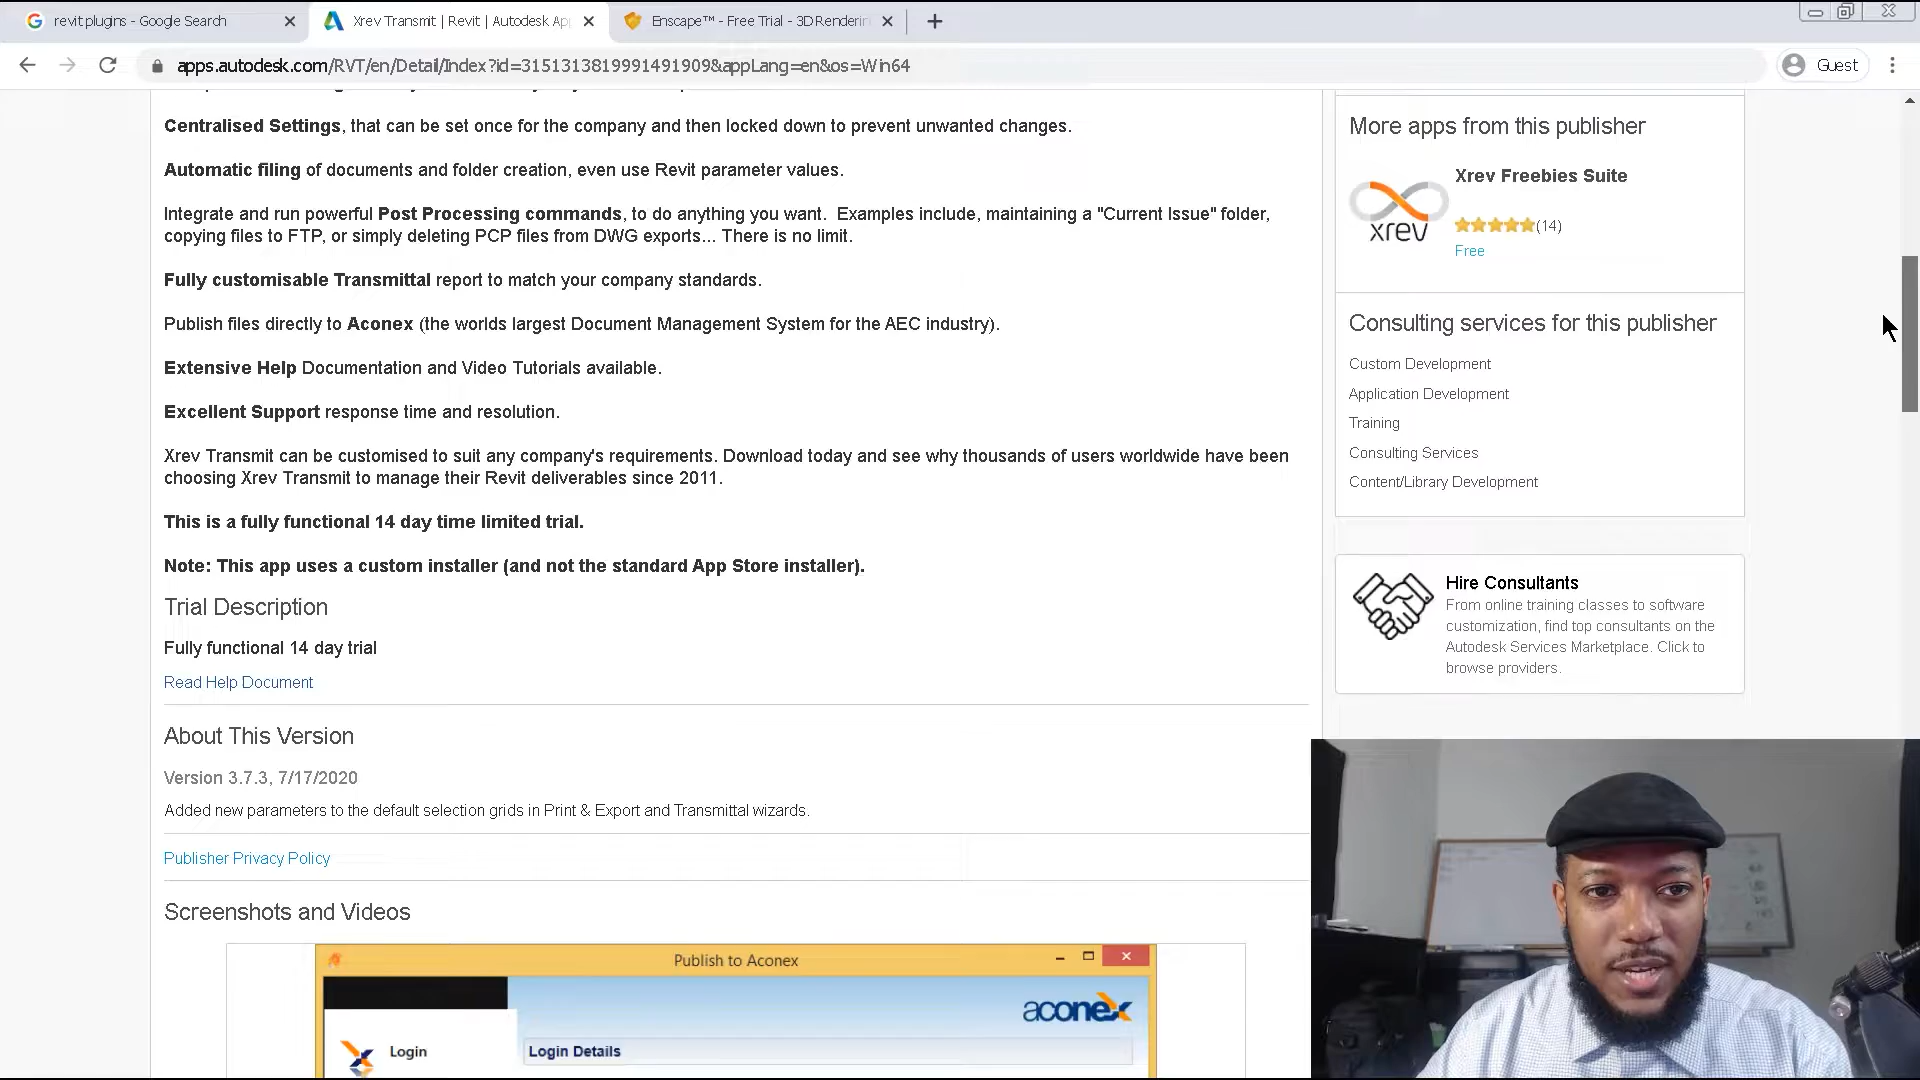 revit plugins - Google Search
Xrev Transmit | Revit | Autodesk Ap
Enscape™ - Free Trial - 3D Renderin
apps.autodesk.com/RVT/en/Detail/Index?id=3151313819991491909&appLang=en&os=Win64
Guest
Centralised Settings, that can be set once for the company and then locked down to prevent unwanted changes.
Automatic filing of documents and folder creation, even use Revit parameter values.
Integrate and run powerful Post Processing commands, to do anything you want. Examples include, maintaining a "Current Issue" folder,
copying files to FTP, or simply deleting PCP files from DWG exports... There is no limit.
Fully customisable Transmittal report to match your company standards.
Publish files directly to Aconex (the worlds largest Document Management System for the AEC industry).
Extensive Help Documentation and Video Tutorials available.
Excellent Support response time and resolution.
Xrev Transmit can be customised to suit any company's requirements. Download today and see why thousands of users worldwide have been
choosing Xrev Transmit to manage their Revit deliverables since 2011.
This is a fully functional 14 day time limited trial.
Note: This app uses a custom installer (and not the standard App Store installer).
Trial Description
Fully functional 14 day trial
Read Help Document
About This Version
Version 3.7.3, 7/17/2020
Added new parameters to the default selection grids in Print & Export and Transmittal wizards.
Publisher Privacy Policy
Screenshots and Videos
Publish to Aconex
aconex
Login
Login Details
More apps from this publisher
xrev
Xrev Freebies Suite
(14)
Free
Consulting services for this publisher
Custom Development
Application Development
Training
Consulting Services
Content/Library Development
Hire Consultants
From online training classes to software
customization, find top consultants on the
Autodesk Services Marketplace. Click to
browse providers.